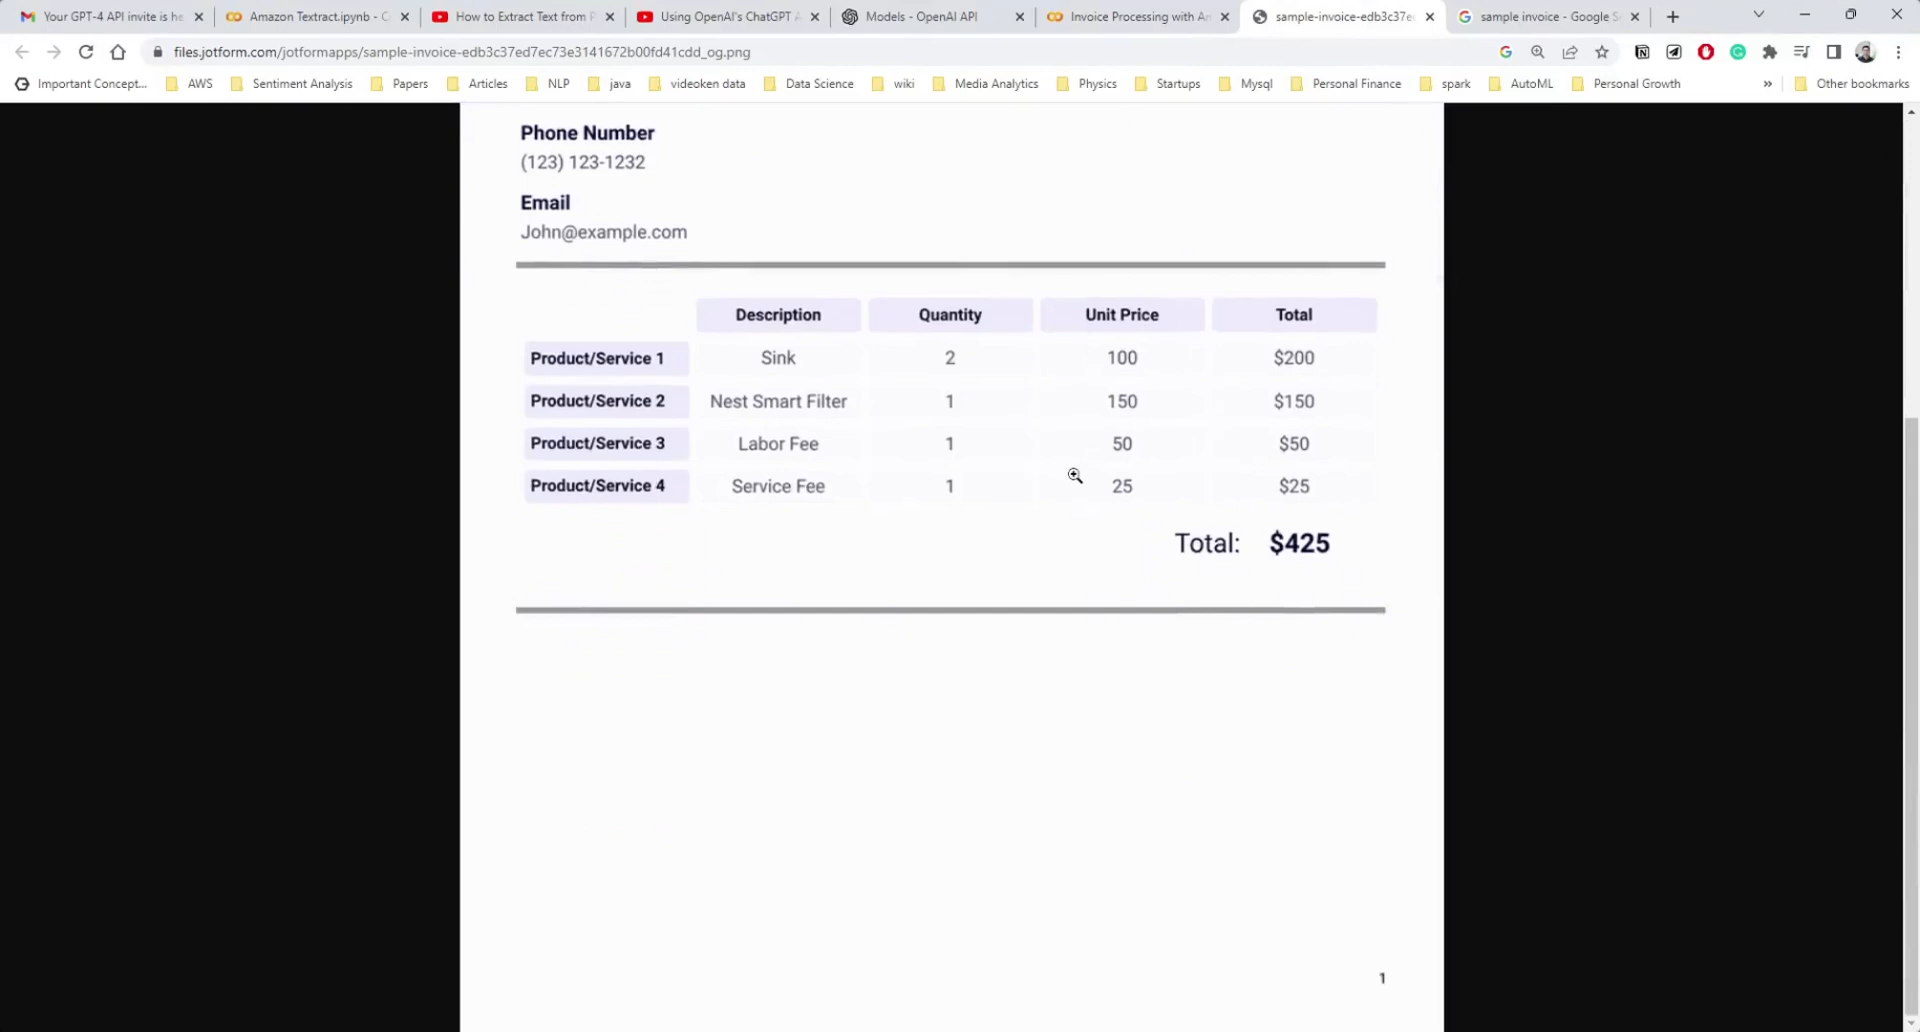 Your GPT-4 API invite is he
Amazon Textract.ipynb - C
How to Extract Text from P
Using OpenAI's ChatGPT A
Models - OpenAI API
Invoice Processing with An
sample-invoice-edb3c37e
sample invoice - Google S
files.jotform.com/jotformapps/sample-invoice-edb3c37ed7ec73e3141672b00fd41cdd_og.png
Important Concept...
AWS
Sentiment Analysis
Papers
Articles
NLP
java
videoken data
Data Science
wiki
Media Analytics
Physics
Startups
Mysql
Personal Finance
spark
AutoML
Personal Growth
»
Other bookmarks
Phone Number
(123) 123-1232
Email
John@example.com
Description Quantity Unit Price Total
Product/Service 1 Sink 2 100 $200
Product/Service 2 Nest Smart Filter 1 150 $150
Product/Service 3 Labor Fee 1 50 $50
Product/Service 4 Service Fee 1 25 $25
Total: $425
1